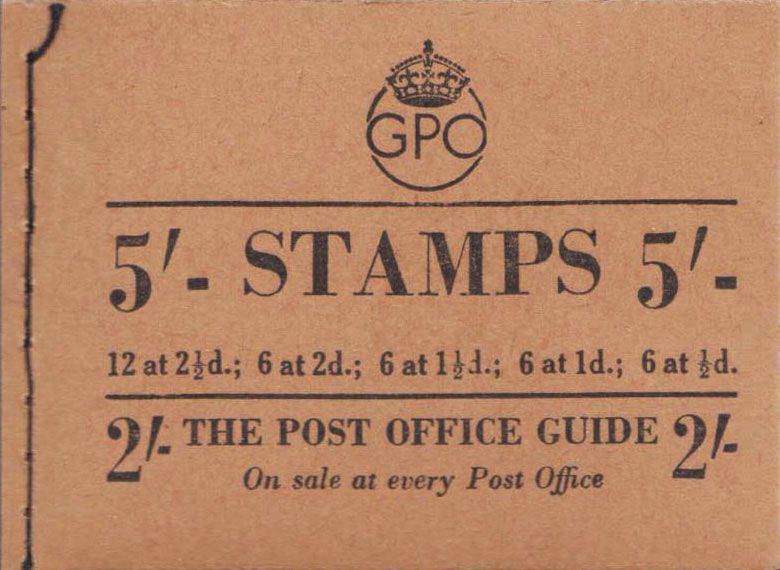 GPO
5/- STAMPS 5/-
12 at 2½d.; 6 at 2d.; 6 at 1½d.; 6 at 1d.; 6 at ½d.
2/- THE POST OFFICE GUIDE 2/-
On sale at every Post Office